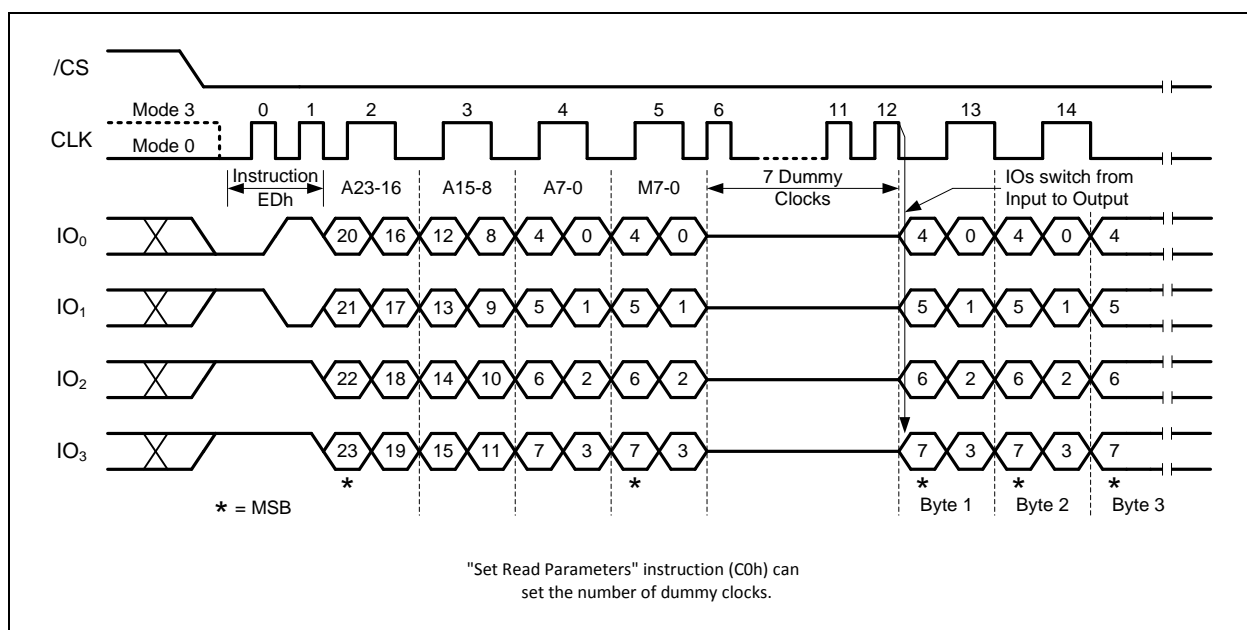 /CS
Mode 3 0 1 2 3 4 5 6 11 12 13 14
CLK
Mode 0
Instruction A23-16 A15-8 A7-0 M7-0 7 Dummy IOs switch from
EDh Clocks Input to Output
IO0 20 16 12 8 4 0 4 0 4 0 4 0 4
IO1 21 17 13 9 5 1 5 1 5 1 5 1 5
IO2 22 18 14 10 6 2 6 2 6 2 6 2 6
IO3 23 19 15 11 7 3 7 3 7 3 7 3 7
* * * * *
* = MSB Byte 1 Byte 2 Byte 3
"Set Read Parameters" instruction (C0h) can
set the number of dummy clocks.